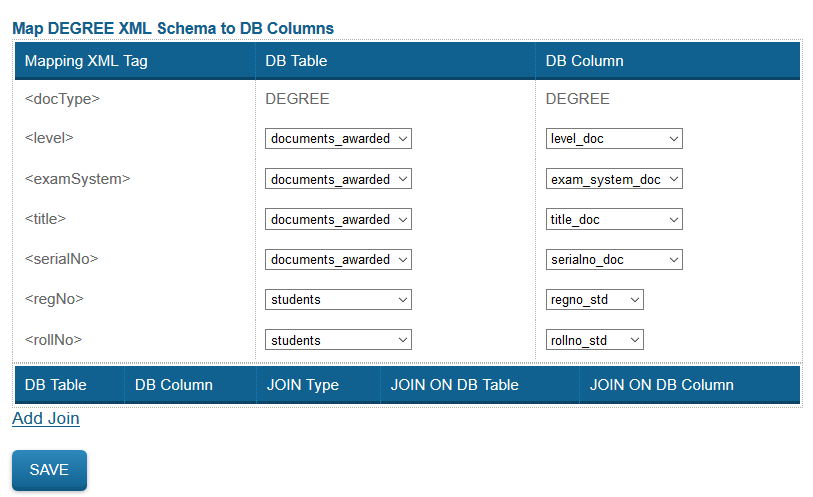 Map DEGREE XML Schema to DB Columns
Mapping XML Tag DB Table DB Column
<docType> DEGREE DEGREE
<level> documents_awarded level_doc
<examSystem> documents_awarded exam_system_doc
<title> documents_awarded title_doc
<serialNo> documents_awarded serialno_doc
<regNo> students regno_std
<rollNo> students rollno_std
DB Table DB Column JOIN Type JOIN ON DB Table JOIN ON DB Column
Add Join
SAVE